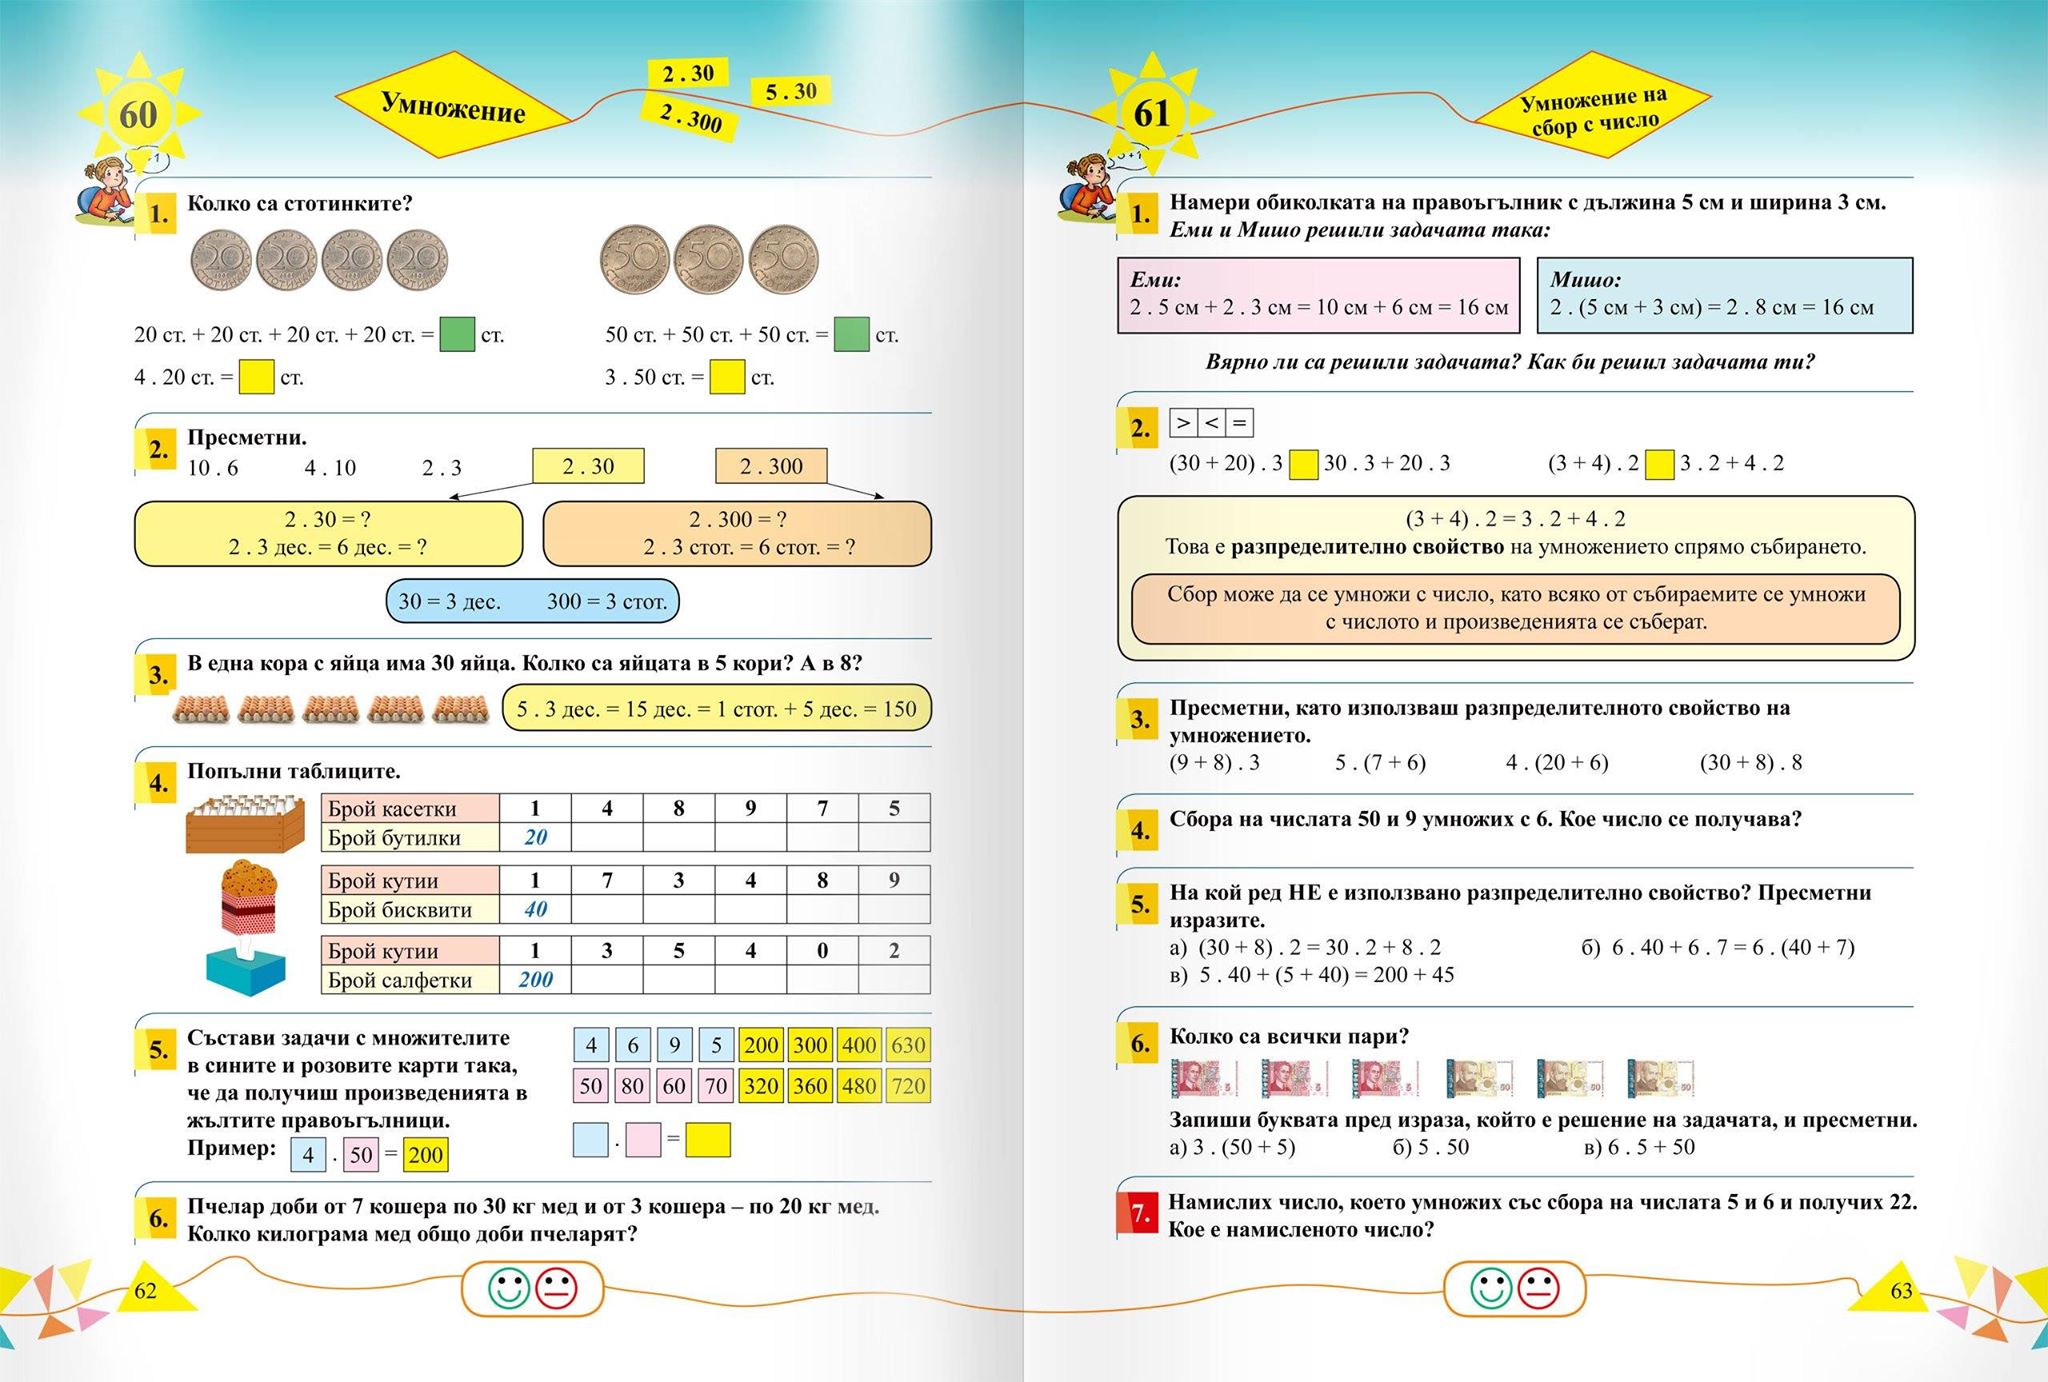 60
Умножение
2 . 30
5 . 30
2 . 300
1.
Колко са стотинките?
20 20 20 20
50 50 50
20 ст. + 20 ст. + 20 ст. + 20 ст. = ст.
50 ст. + 50 ст. + 50 ст. = ст.
4 . 20 ст. = ст.
3 . 50 ст. = ст.
2.
Пресметни.
10 . 6 4 . 10 2 . 3 2 . 30 2 . 300
2 . 30 = ?
2 . 3 дес. = 6 дес. = ?
2 . 300 = ?
2 . 3 стот. = 6 стот. = ?
30 = 3 дес. 300 = 3 стот.
3.
В една кора с яйца има 30 яйца. Колко са яйцата в 5 кори? А в 8?
5 . 3 дес. = 15 дес. = 1 стот. + 5 дес. = 150
4.
Попълни таблиците.
Брой касетки 1 4 8 9 7 5
Брой бутилки 20
Брой кутии 1 7 3 4 8 9
Брой бисквити 40
Брой кутии 1 3 5 4 0 2
Брой салфетки 200
5.
Състави задачи с множителите
в сините и розовите карти така,
че да получиш произведенията в
жълтите правоъгълници.
Пример: 4 . 50 = 200
4 6 9 5 200 300 400 630
50 80 60 70 320 360 480 720
. =
6.
Пчелар доби от 7 кошера по 30 кг мед и от 3 кошера – по 20 кг мед.
Колко килограма мед общо доби пчеларят?
62
61
Умножение на
сбор с число
1.
Намери обиколката на правоъгълник с дължина 5 см и ширина 3 см.
Еми и Мишо решили задачата така:
Еми:
2 . 5 см + 2 . 3 см = 10 см + 6 см = 16 см
Мишо:
2 . (5 см + 3 см) = 2 . 8 см = 16 см
Вярно ли са решили задачата? Как би решил задачата ти?
2.
> < =
(30 + 20) . 3 30 . 3 + 20 . 3
(3 + 4) . 2 3 . 2 + 4 . 2
(3 + 4) . 2 = 3 . 2 + 4 . 2
Това е разпределително свойство на умножението спрямо събирането.
Сбор може да се умножи с число, като всяко от събираемите се умножи
с числото и произведенията се съберат.
3.
Пресметни, като използваш разпределителното свойство на
умножението.
(9 + 8) . 3 5 . (7 + 6) 4 . (20 + 6) (30 + 8) . 8
4.
Сбора на числата 50 и 9 умножих с 6. Кое число се получава?
5.
На кой ред НЕ е използвано разпределително свойство? Пресметни
изразите.
а) (30 + 8) . 2 = 30 . 2 + 8 . 2 б) 6 . 40 + 6 . 7 = 6 . (40 + 7)
в) 5 . 40 + (5 + 40) = 200 + 45
6.
Колко са всички пари?
5 5 5 50 50 50
Запиши буквата пред израза, който е решение на задачата, и пресметни.
а) 3 . (50 + 5) б) 5 . 50 в) 6 . 5 + 50
7.
Намислих число, което умножих със сбора на числата 5 и 6 и получих 22.
Кое е намисленото число?
63